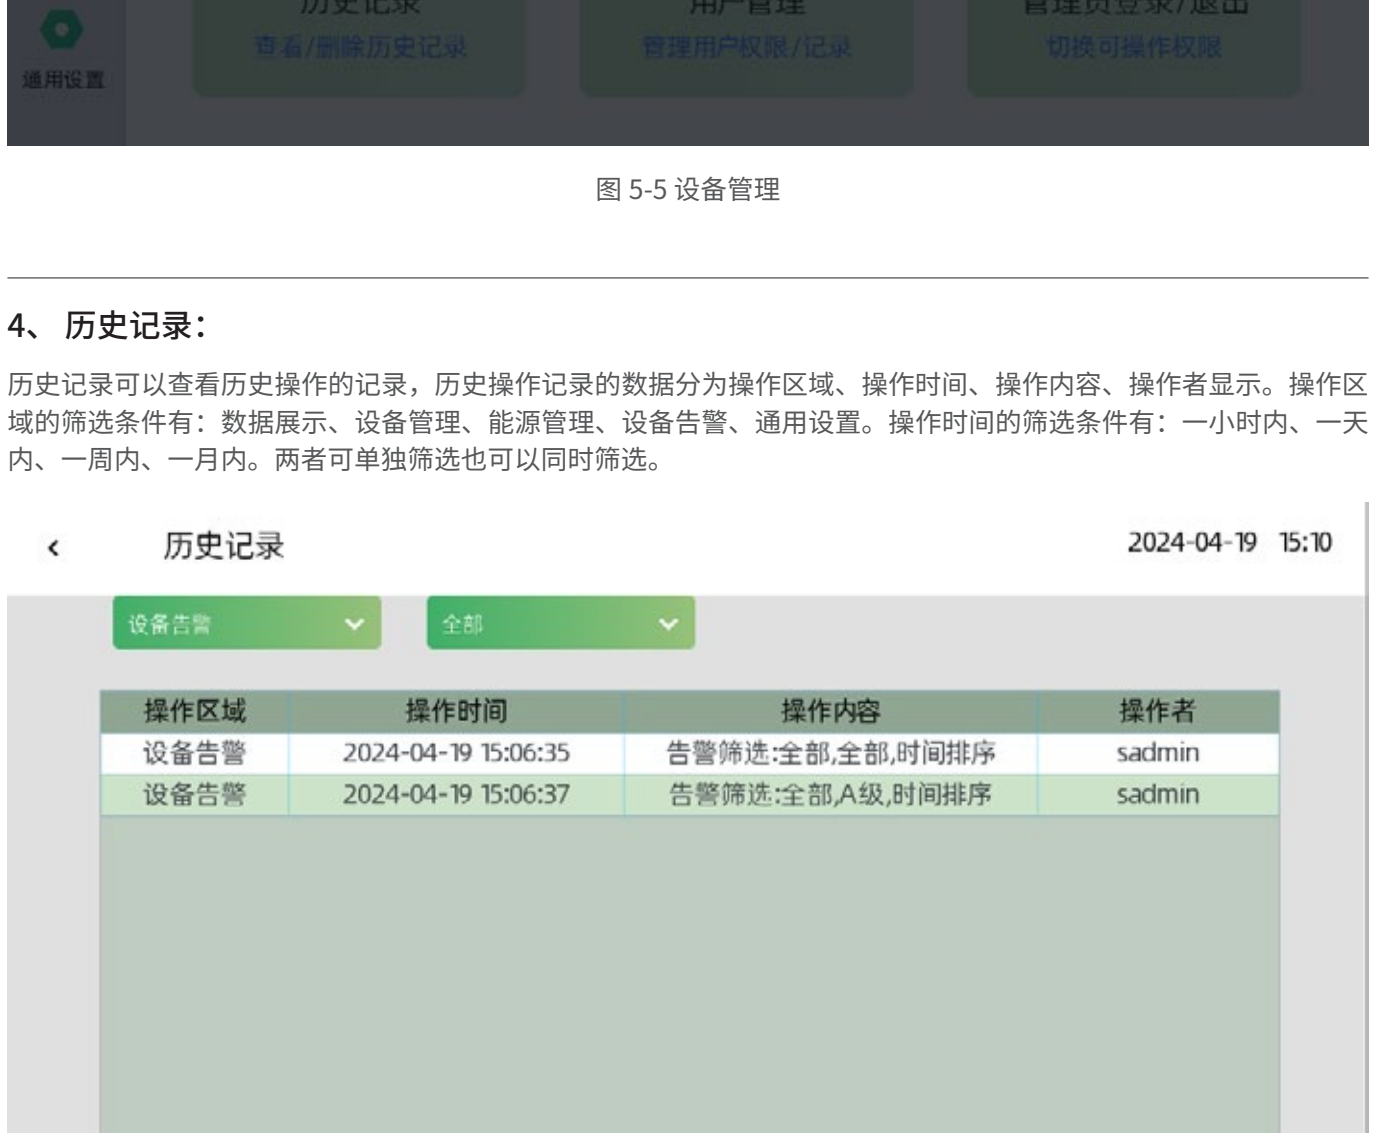 历史记录 用户管理 管理员登录/退出
查看/删除历史记录 管理用户权限/记录 切换可操作权限
通用设置
图 5-5 设备管理
4、 历史记录：
历史记录可以查看历史操作的记录，历史操作记录的数据分为操作区域、操作时间、操作内容、操作者显示。操作区
域的筛选条件有：数据展示、设备管理、能源管理、设备告警、通用设置。操作时间的筛选条件有：一小时内、一天
内、一周内、一月内。两者可单独筛选也可以同时筛选。
‹ 历史记录 2024-04-19 15:10
设备告警 全部
操作区域 操作时间 操作内容 操作者
设备告警 2024-04-19 15:06:35 告警筛选:全部,全部,时间排序 sadmin
设备告警 2024-04-19 15:06:37 告警筛选:全部,A级,时间排序 sadmin